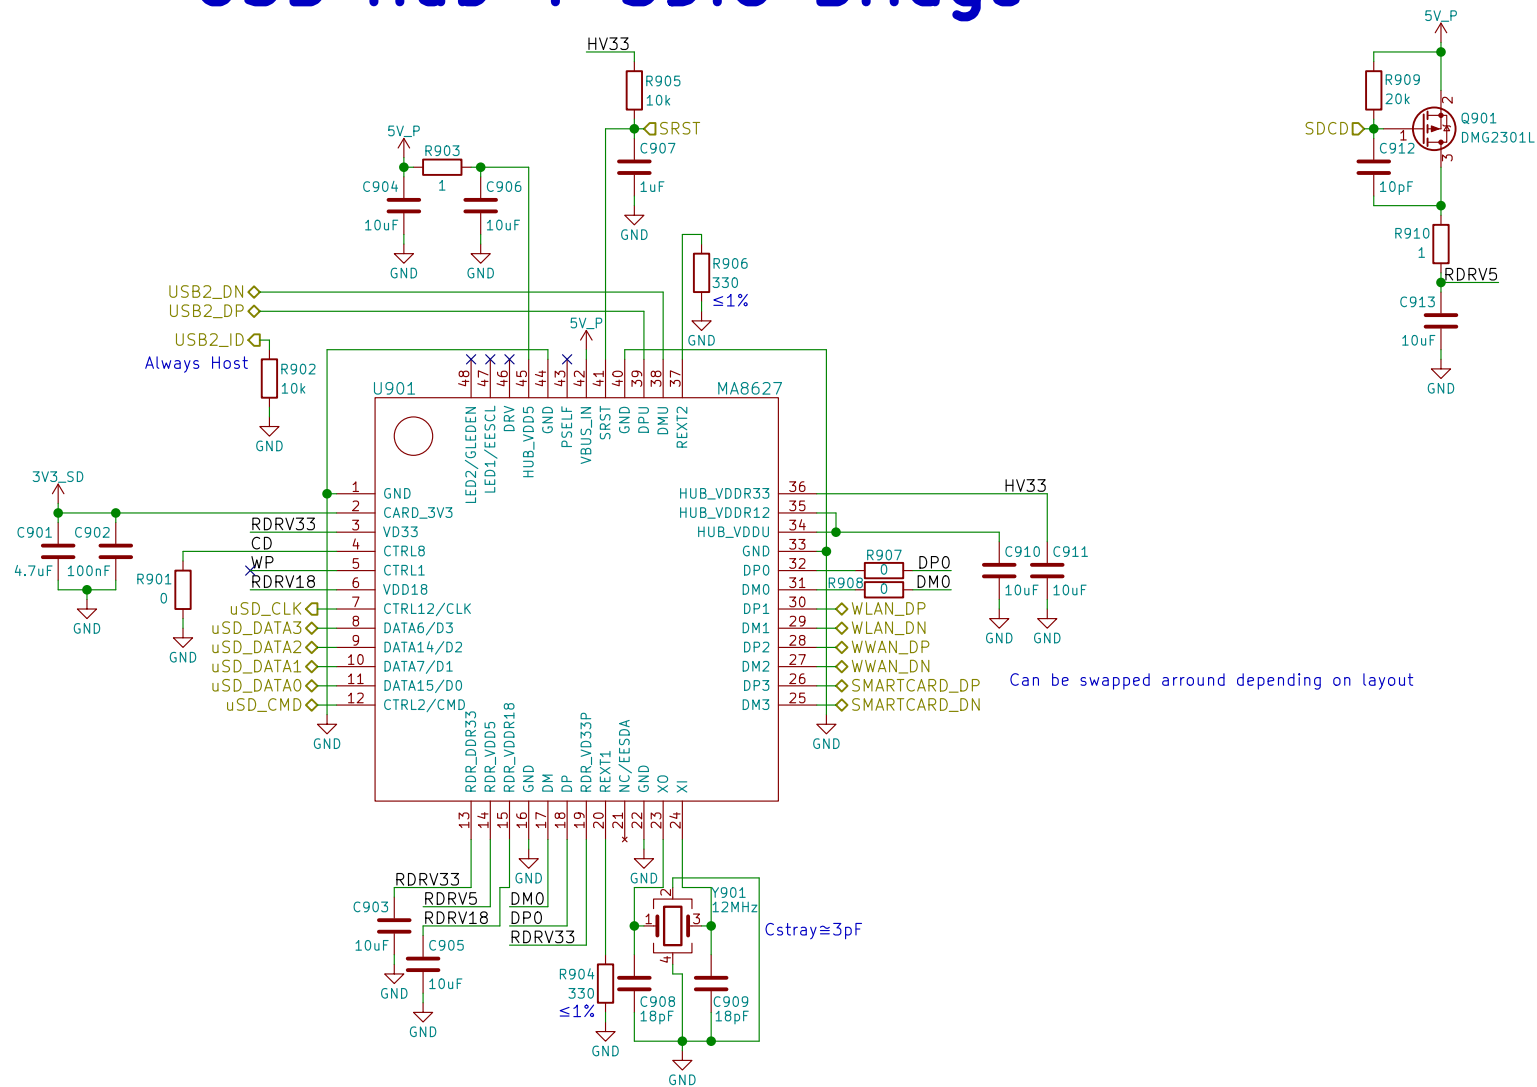 USB Hub + SDIO Bridge
5V_P
HV33
R905
10k
SRST
C907
1uF
GND
R909
20k
SDCD
1
2
3
Q901
DMG2301L
C912
10pF
R910
1
RDRV5
C913
10uF
GND
5V_P
R903
1
C904
10uF
C906
10uF
GND
GND
R906
330
≤1%
GND
USB2_DN
USB2_DP
USB2_ID
Always Host
R902
10k
GND
5V_P
U901
MA8627
48
47
46
45
44
43
42
41
40
39
38
37
LED2/GLEDEN
LED1/EESCL
DRV
HUB_VDD5
GND
PSELF
VBUS_IN
SRST
GND
DPU
DMU
REXT2
3V3_SD
C901
4.7uF
C902
100nF
GND
R901
0
GND
RDRV33
CD
WP
RDRV18
uSD_CLK
uSD_DATA3
uSD_DATA2
uSD_DATA1
uSD_DATA0
uSD_CMD
GND
1 GND
2 CARD_3V3
3 VD33
4 CTRL8
5 CTRL1
6 VDD18
7 CTRL12/CLK
8 DATA6/D3
9 DATA14/D2
10 DATA7/D1
11 DATA15/D0
12 CTRL2/CMD
HUB_VDDR33 36
HUB_VDDR12 35
HUB_VDDU 34
GND 33
DP0 32
DM0 31
DP1 30
DM1 29
DP2 28
DM2 27
DP3 26
DM3 25
HV33
R907
0
DP0
R908
0
DM0
WLAN_DP
WLAN_DN
WWAN_DP
WWAN_DN
SMARTCARD_DP
SMARTCARD_DN
GND
C910
10uF
C911
10uF
GND
GND
Can be swapped arround depending on layout
RDR_DDR33
RDR_VDD5
RDR_VDDR18
GND
DM
DP
RDR_VD33P
REXT1
NC/EESDA
GND
XO
XI
13
14
15
16
17
18
19
20
21
22
23
24
GND
GND
RDRV33
RDRV5
RDRV18
DM0
DP0
RDRV33
C903
10uF
GND
C905
10uF
GND
R904
330
≤1%
GND
Y901
12MHz
1
2
3
4
Cstray≅3pF
C908
18pF
C909
18pF
GND